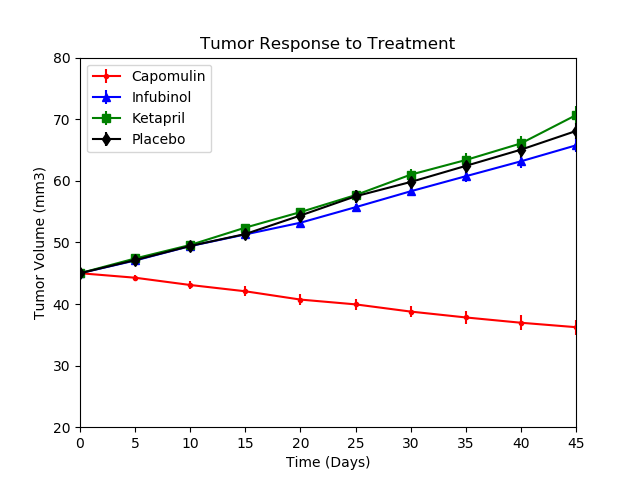 Tumor Response to Treatment
Capomulin
Infubinol
Ketapril
Placebo
Tumor Volume (mm3)
80
70
60
50
40
30
20
0 5 10 15 20 25 30 35 40 45
Time (Days)